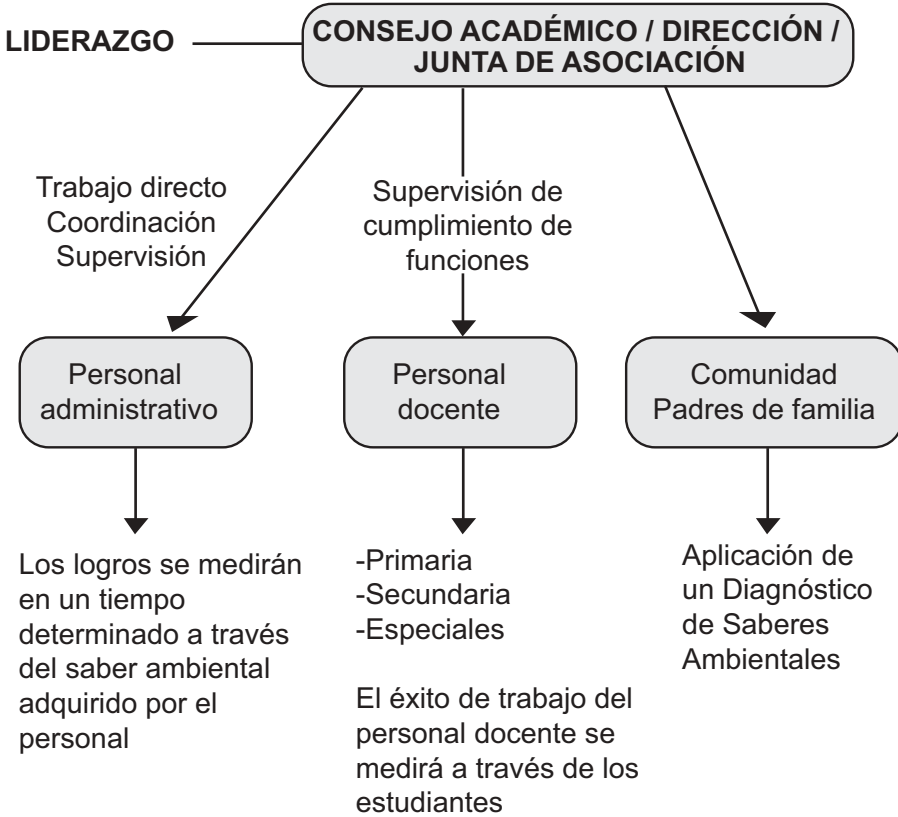 LIDERAZGO
CONSEJO ACADÉMICO / DIRECCIÓN /
JUNTA DE ASOCIACIÓN
Trabajo directo
Coordinación
Supervisión
Supervisión de
cumplimiento de
funciones
Personal
administrativo
Personal
docente
Comunidad
Padres de familia
Los logros se medirán
en un tiempo
determinado a través
del saber ambiental
adquirido por el
personal
-Primaria
-Secundaria
-Especiales
El éxito de trabajo del
personal docente se
medirá a través de los
estudiantes
Aplicación de
un Diagnóstico
de Saberes
Ambientales